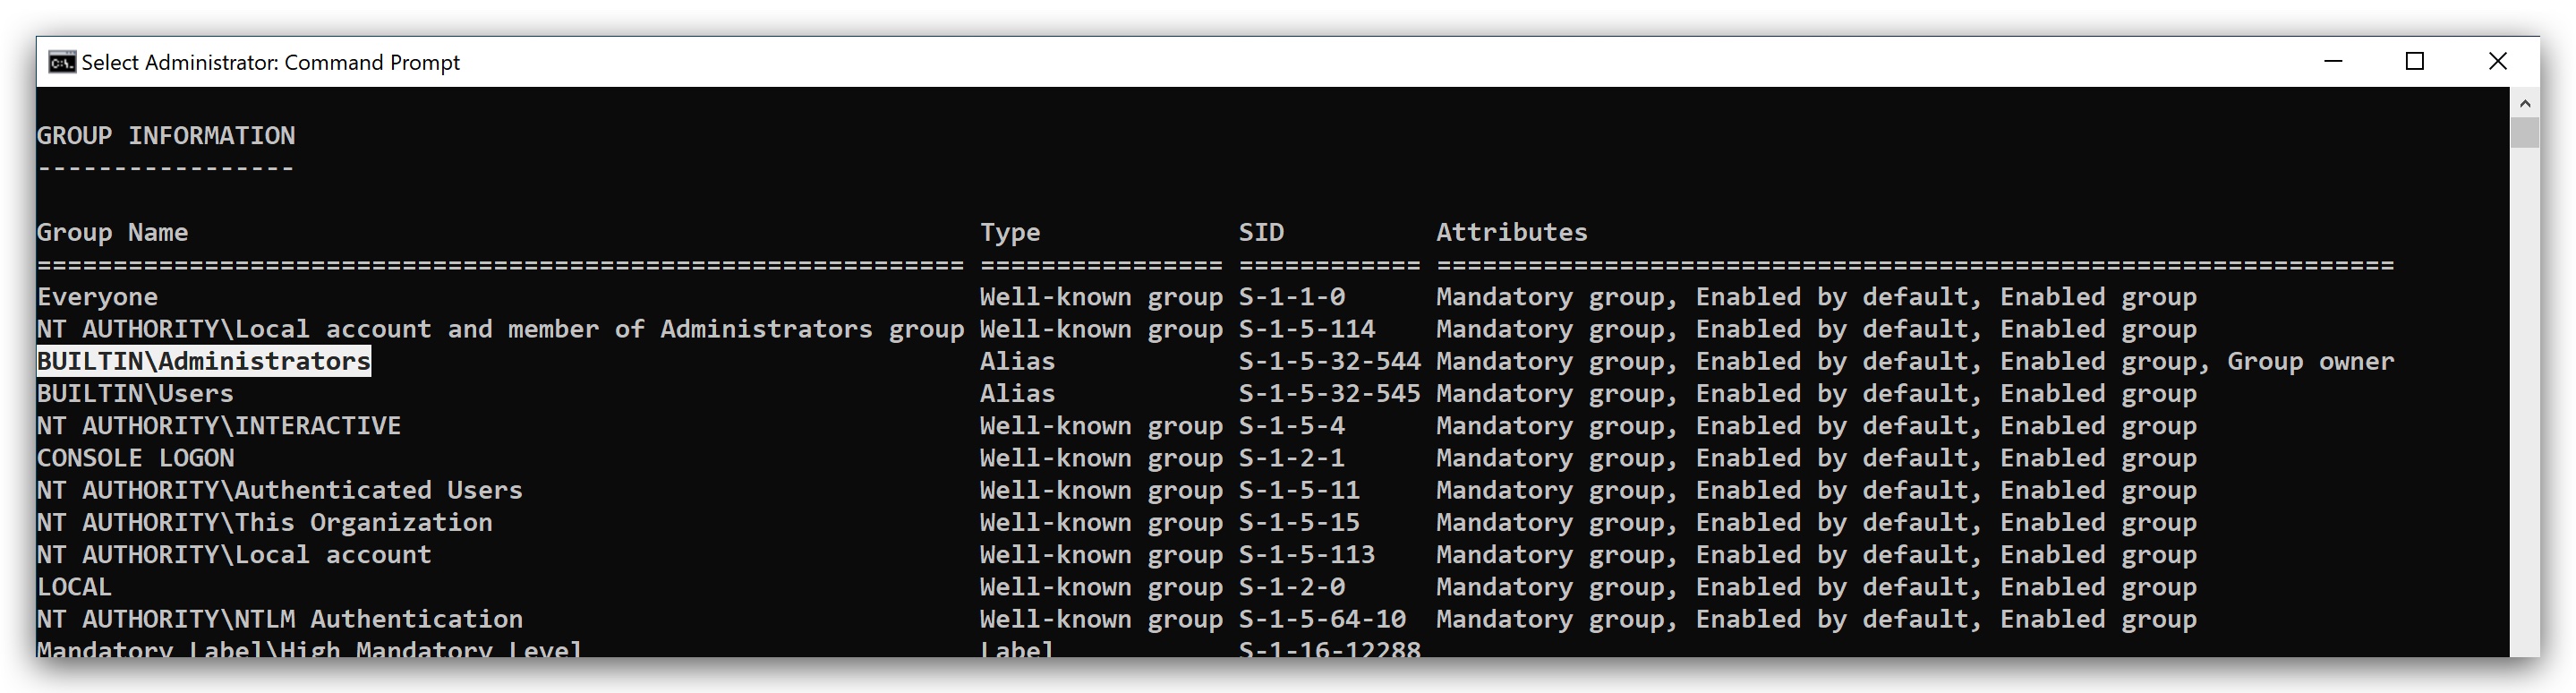 Select Administrator: Command Prompt
GROUP INFORMATION
-----------------
Group Name Type SID Attributes
============================================================= ================ ============ ===============================================================
Everyone Well-known group S-1-1-0 Mandatory group, Enabled by default, Enabled group
NT AUTHORITY\Local account and member of Administrators group Well-known group S-1-5-114 Mandatory group, Enabled by default, Enabled group
BUILTIN\Administrators Alias S-1-5-32-544 Mandatory group, Enabled by default, Enabled group, Group owner
BUILTIN\Users Alias S-1-5-32-545 Mandatory group, Enabled by default, Enabled group
NT AUTHORITY\INTERACTIVE Well-known group S-1-5-4 Mandatory group, Enabled by default, Enabled group
CONSOLE LOGON Well-known group S-1-2-1 Mandatory group, Enabled by default, Enabled group
NT AUTHORITY\Authenticated Users Well-known group S-1-5-11 Mandatory group, Enabled by default, Enabled group
NT AUTHORITY\This Organization Well-known group S-1-5-15 Mandatory group, Enabled by default, Enabled group
NT AUTHORITY\Local account Well-known group S-1-5-113 Mandatory group, Enabled by default, Enabled group
LOCAL Well-known group S-1-2-0 Mandatory group, Enabled by default, Enabled group
NT AUTHORITY\NTLM Authentication Well-known group S-1-5-64-10 Mandatory group, Enabled by default, Enabled group
Mandatory Label\High Mandatory Level Label S-1-16-12288